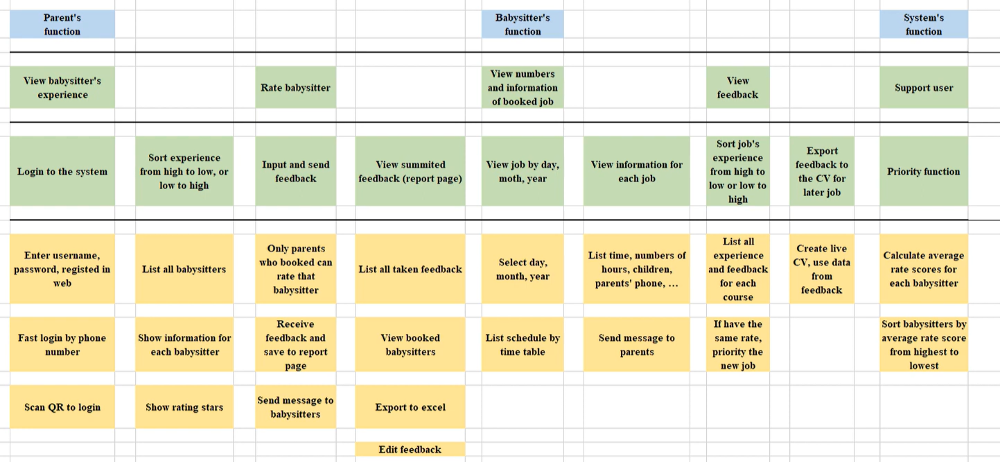 Parent's
function
Babysitter's
function
System's
function
View babysitter's
experience
Rate babysitter
View numbers
and information
of booked job
View
feedback
Support user
Login to the system
Sort experience
from high to low, or
low to high
Input and send
feedback
View summited
feedback (report page)
View job by day,
moth, year
View information for
each job
Sort job's
experience
from high to
low or low to
high
Export
feedback to
the CV for
later job
Priority function
Enter username,
password, registed in
web
List all babysitters
Only parents
who booked can
rate that
babysitter
List all taken feedback
Select day,
month, year
List time, numbers of
hours, children,
parents' phone, ...
List all
experience
and feedback
for each
course
Create live
CV, use data
from
feedback
Calculate average
rate scores for
each babysitter
Fast login by phone
number
Show information for
each babysitter
Receive
feedback and
save to report
page
View booked
babysitters
List schedule by
time table
Send message to
parents
If have the
same rate,
priority the
new job
Sort babysitters by
average rate score
from highest to
lowest
Scan QR to login
Show rating stars
Send message to
babysitters
Export to excel
Edit feedback